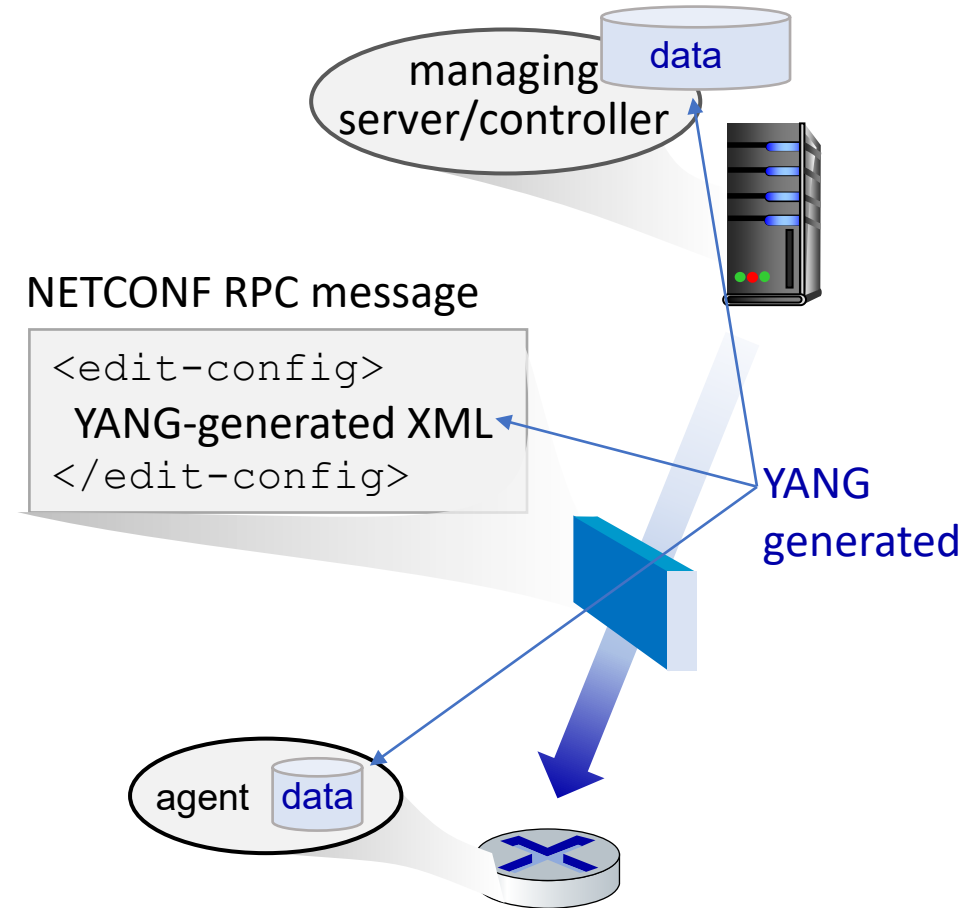 data
managing
server/controller
NETCONF RPC message
<edit-config>
YANG-generated XML
</edit-config>
YANG
generated
agent
data